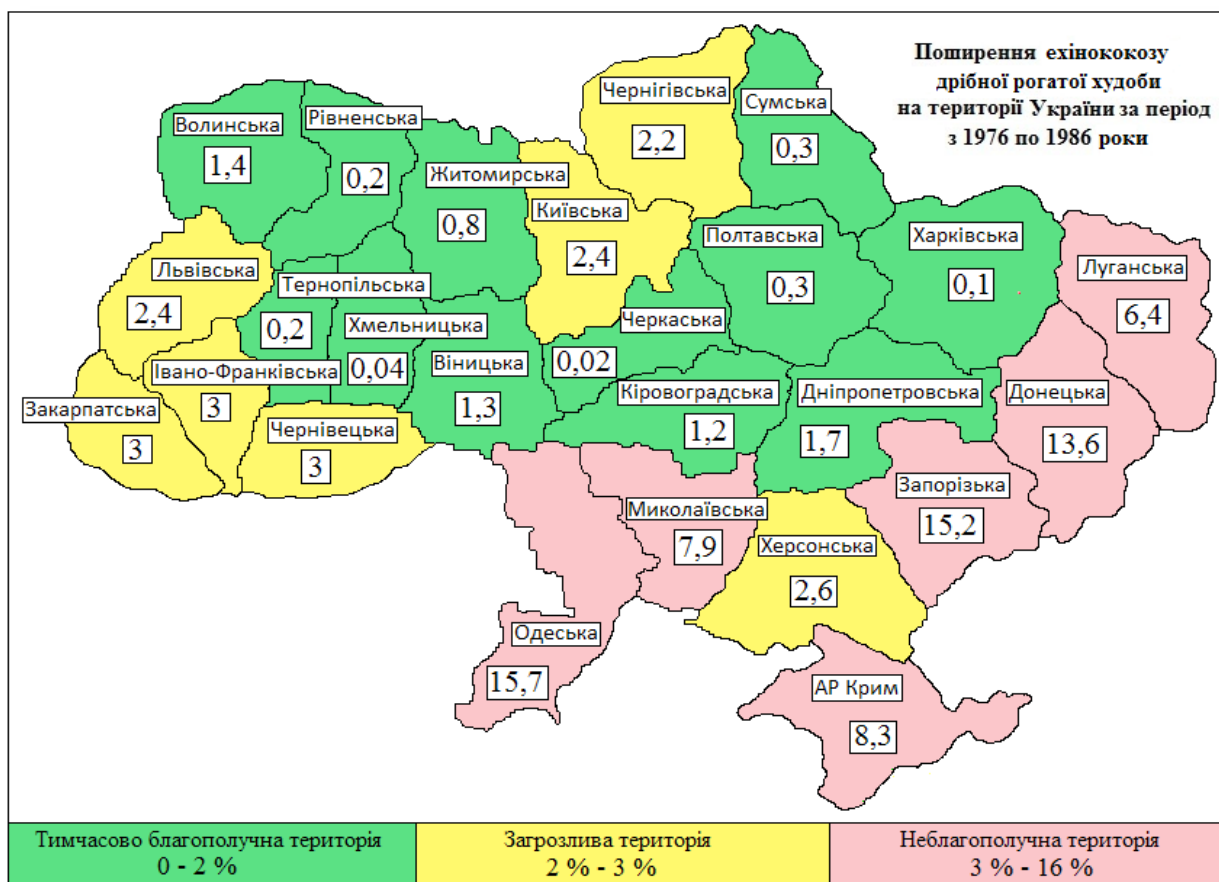 Поширення ехінококозу
дрібної рогатої худоби
на території України за період
з 1976 по 1986 роки
Чернігівська
2,2
Сумська
0,3
Волинська
1,4
Рівненська
0,2
Житомирська
0,8
Київська
2,4
Полтавська
0,3
Харківська
0,1
Луганська
6,4
Львівська
2,4
Тернопільська
0,2
Хмельницька
0,04
Віницька
1,3
Черкаська
0,02
Івано-Франківська
3
Закарпатська
3
Чернівецька
3
Кіровоградська
1,2
Дніпропетровська
1,7
Донецька
13,6
Запорізька
15,2
Миколаївська
7,9
Херсонська
2,6
Одеська
15,7
АР Крим
8,3
Тимчасово благополучна територія
0 - 2 %
Загрозлива територія
2 % - 3 %
Неблагополучна територія
3 % - 16 %